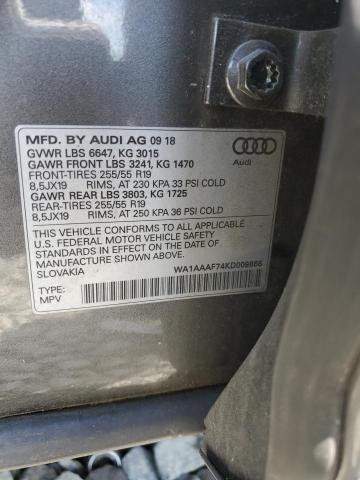 MFD. BY AUDI AG 09 18
GVWR LBS 6647, KG 3015
GAWR FRONT LBS 3241, KG 1470
FRONT-TIRES 255/55 R19
8,5JX19 RIMS, AT 230 KPA 33 PSI COLD
GAWR REAR LBS 3803, KG 1725
REAR-TIRES 255/55 R19
8,5JX19 RIMS, AT 250 KPA 36 PSI COLD
THIS VEHICLE CONFORMS TO ALL APPLICABLE
U.S. FEDERAL MOTOR VEHICLE SAFETY
STANDARDS IN EFFECT ON THE DATE OF
MANUFACTURE SHOWN ABOVE.
SLOVAKIA
WA1AAAF74KD009866
TYPE:
MPV
Audi